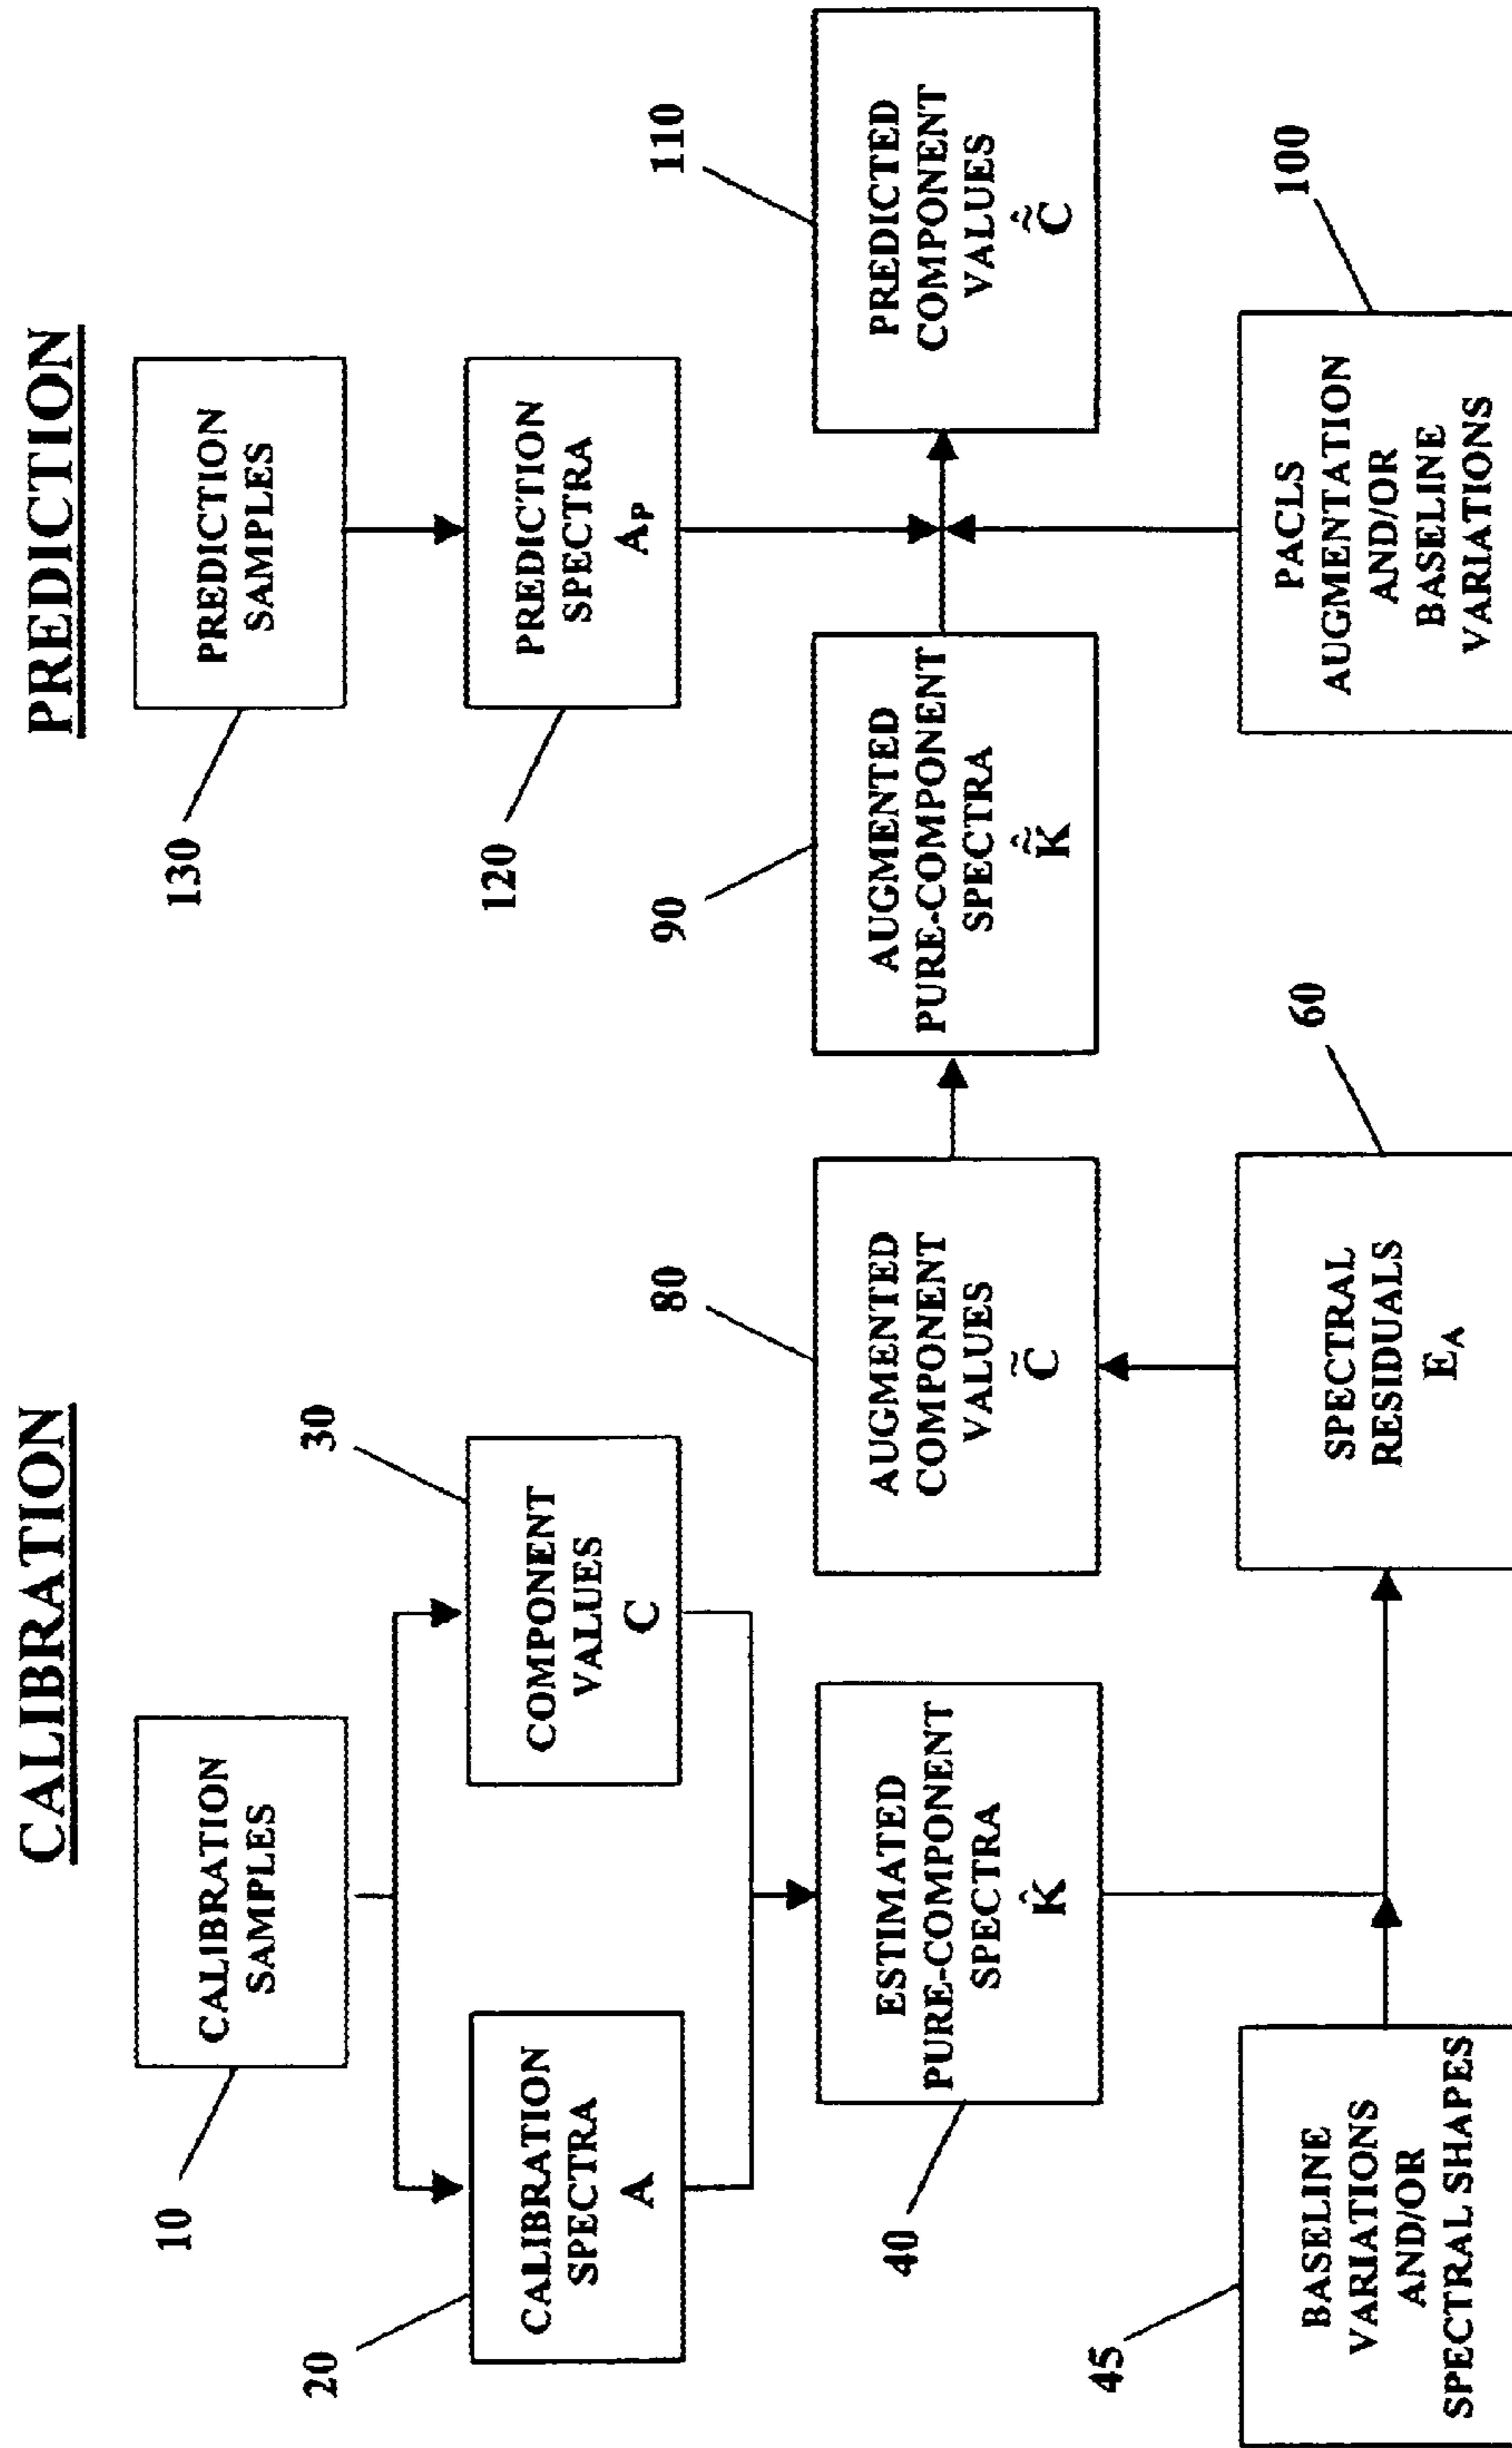 CALIBRATION
10
CALIBRATION
SAMPLES
20
CALIBRATION
SPECTRA
A
30
COMPONENT
VALUES
C
40
ESTIMATED
PURE-COMPONENT
SPECTRA
K̂
45
BASELINE
VARIATIONS
AND/OR
SPECTRAL SHAPES
60
SPECTRAL
RESIDUALS
E_A
80
AUGMENTED
COMPONENT
VALUES
C̃
90
AUGMENTED
PURE-COMPONENT
SPECTRA
K̃̂
PREDICTION
130
PREDICTION
SAMPLES
120
PREDICTION
SPECTRA
A_P
110
PREDICTED
COMPONENT
VALUES
C̃̂
100
PACLS
AUGMENTATION
AND/OR
BASELINE
VARIATIONS